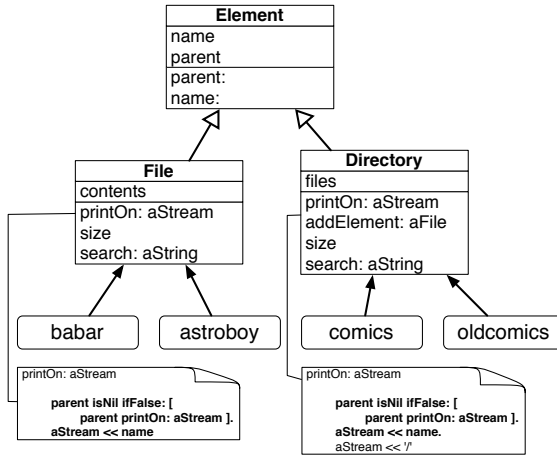 Element
name
parent
parent:
name:
File
contents
printOn: aStream
size
search: aString
Directory
files
printOn: aStream
addElement: aFile
size
search: aString
babar
astroboy
comics
oldcomics
printOn: aStream
parent isNil ifFalse: [
parent printOn: aStream ].
aStream << name
printOn: aStream
parent isNil ifFalse: [
parent printOn: aStream ].
aStream << name.
aStream << '/'